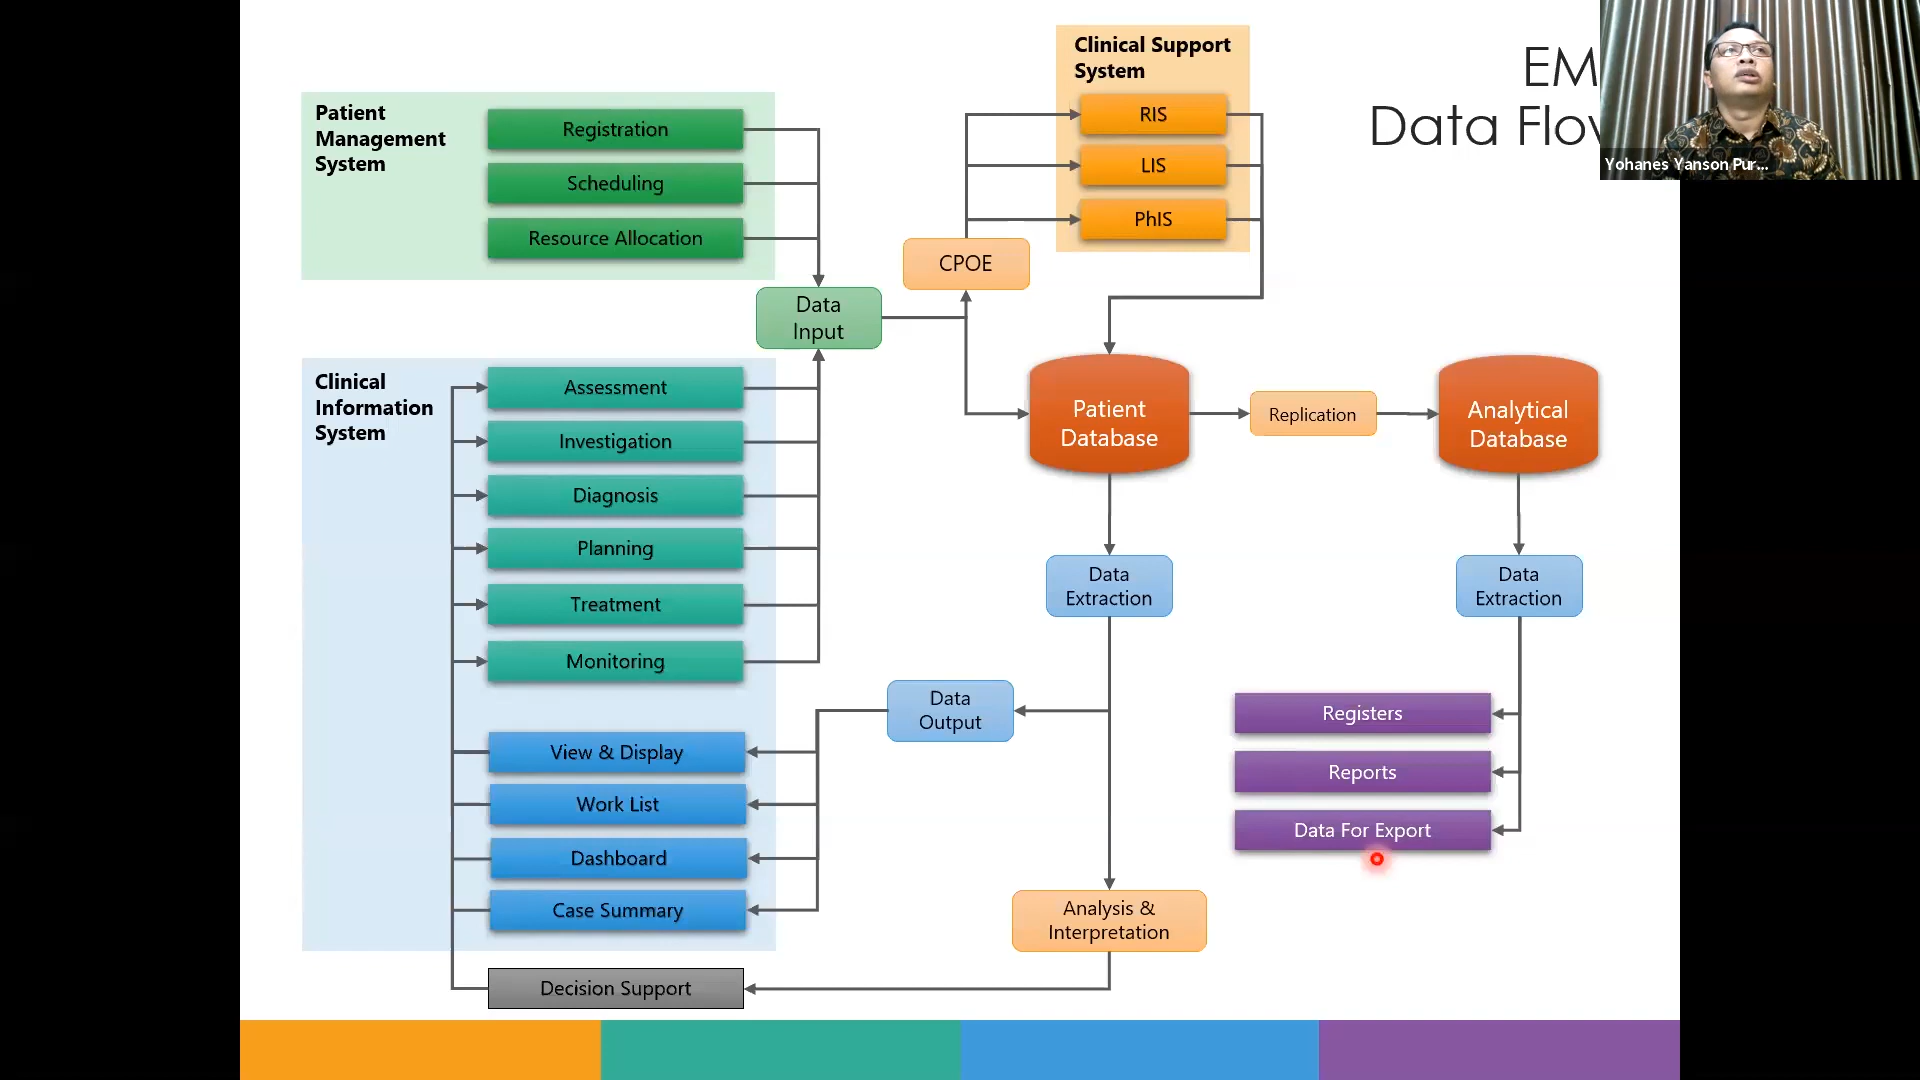 EM
Data Flow
Yohanes Yanson Pur...
Patient
Management
System
Registration
Scheduling
Resource Allocation
Clinical Support
System
RIS
LIS
PhIS
CPOE
Data
Input
Clinical
Information
System
Assessment
Investigation
Diagnosis
Planning
Treatment
Monitoring
View & Display
Work List
Dashboard
Case Summary
Decision Support
Patient
Database
Replication
Analytical
Database
Data
Extraction
Data
Extraction
Data
Output
Registers
Reports
Data For Export
Analysis &
Interpretation